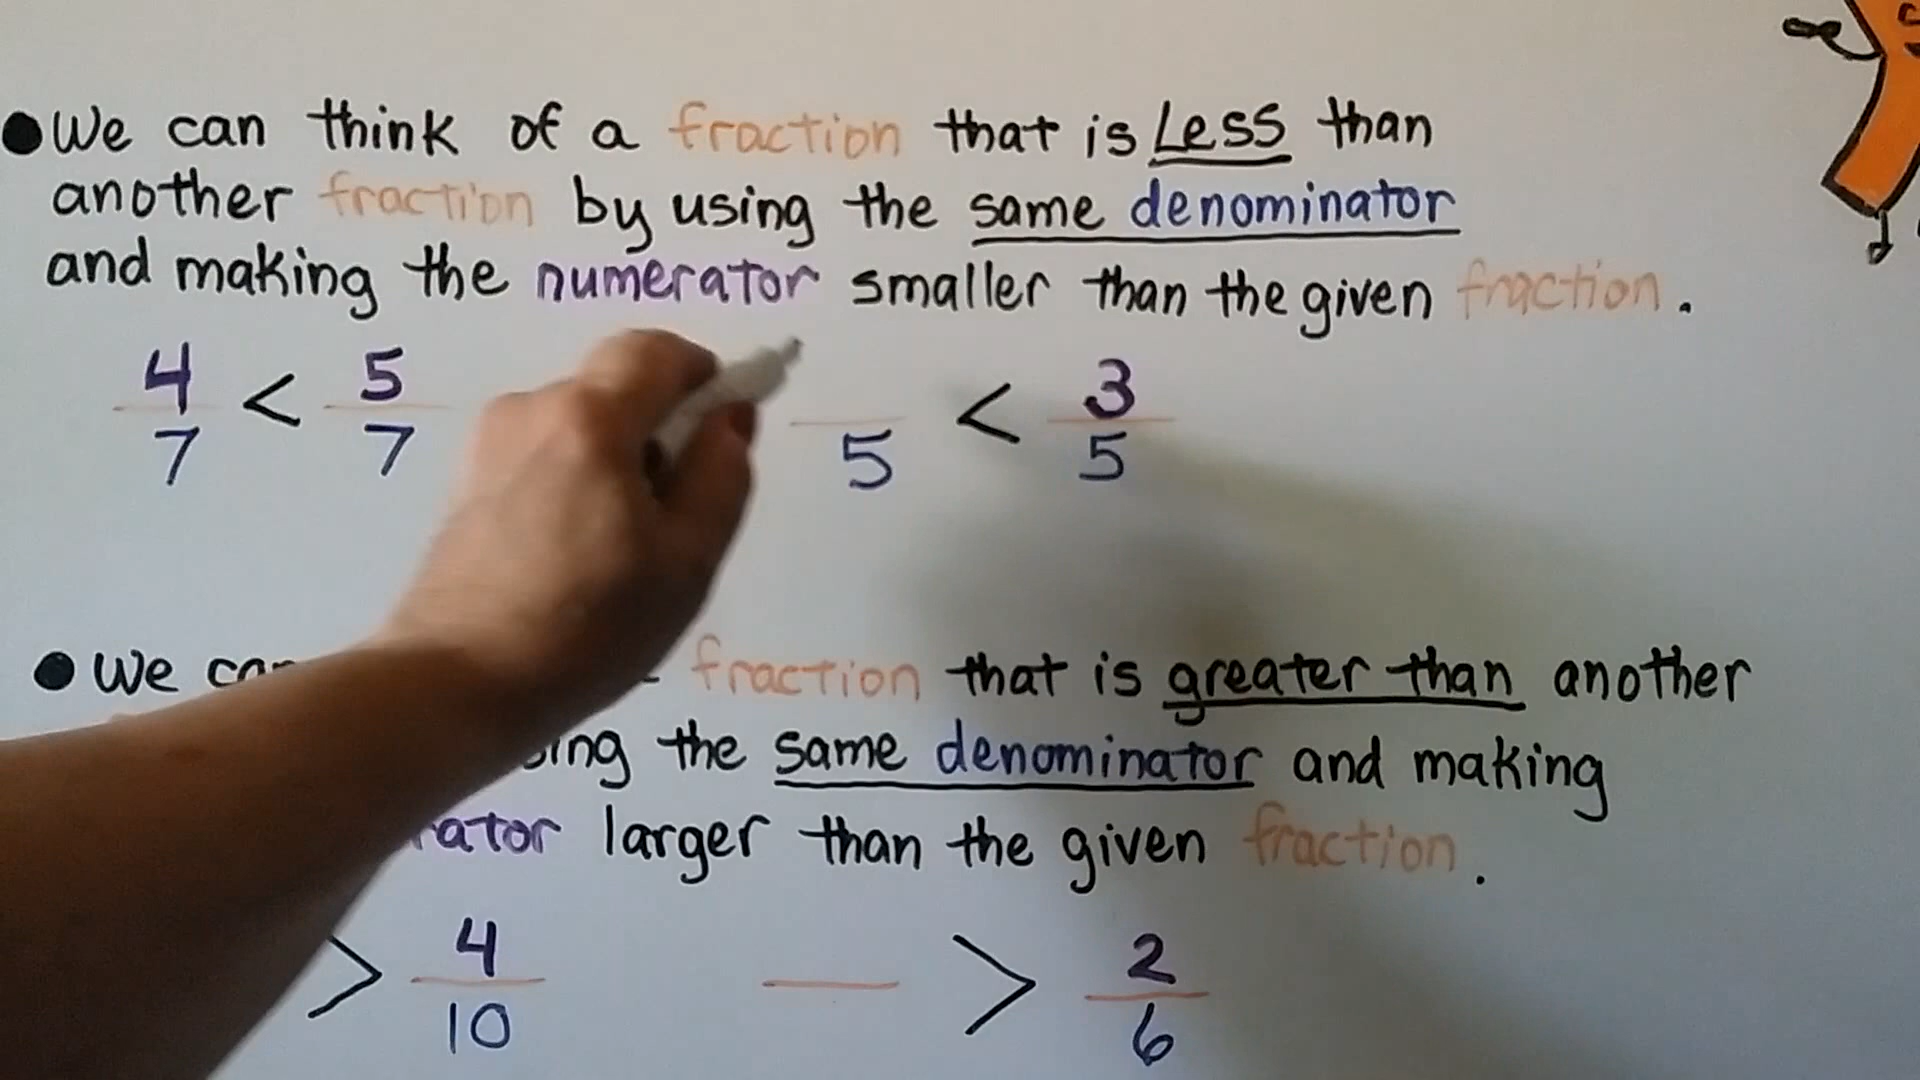 We can think of a fraction that is Less than
another fraction by using the same denominator
and making the numerator smaller than the given fraction.
4/7 < 5/7 /5 < 3/5
We fraction that is greater than another
the same denominator and making
larger than the given fraction.
> 4/10 > 2/6